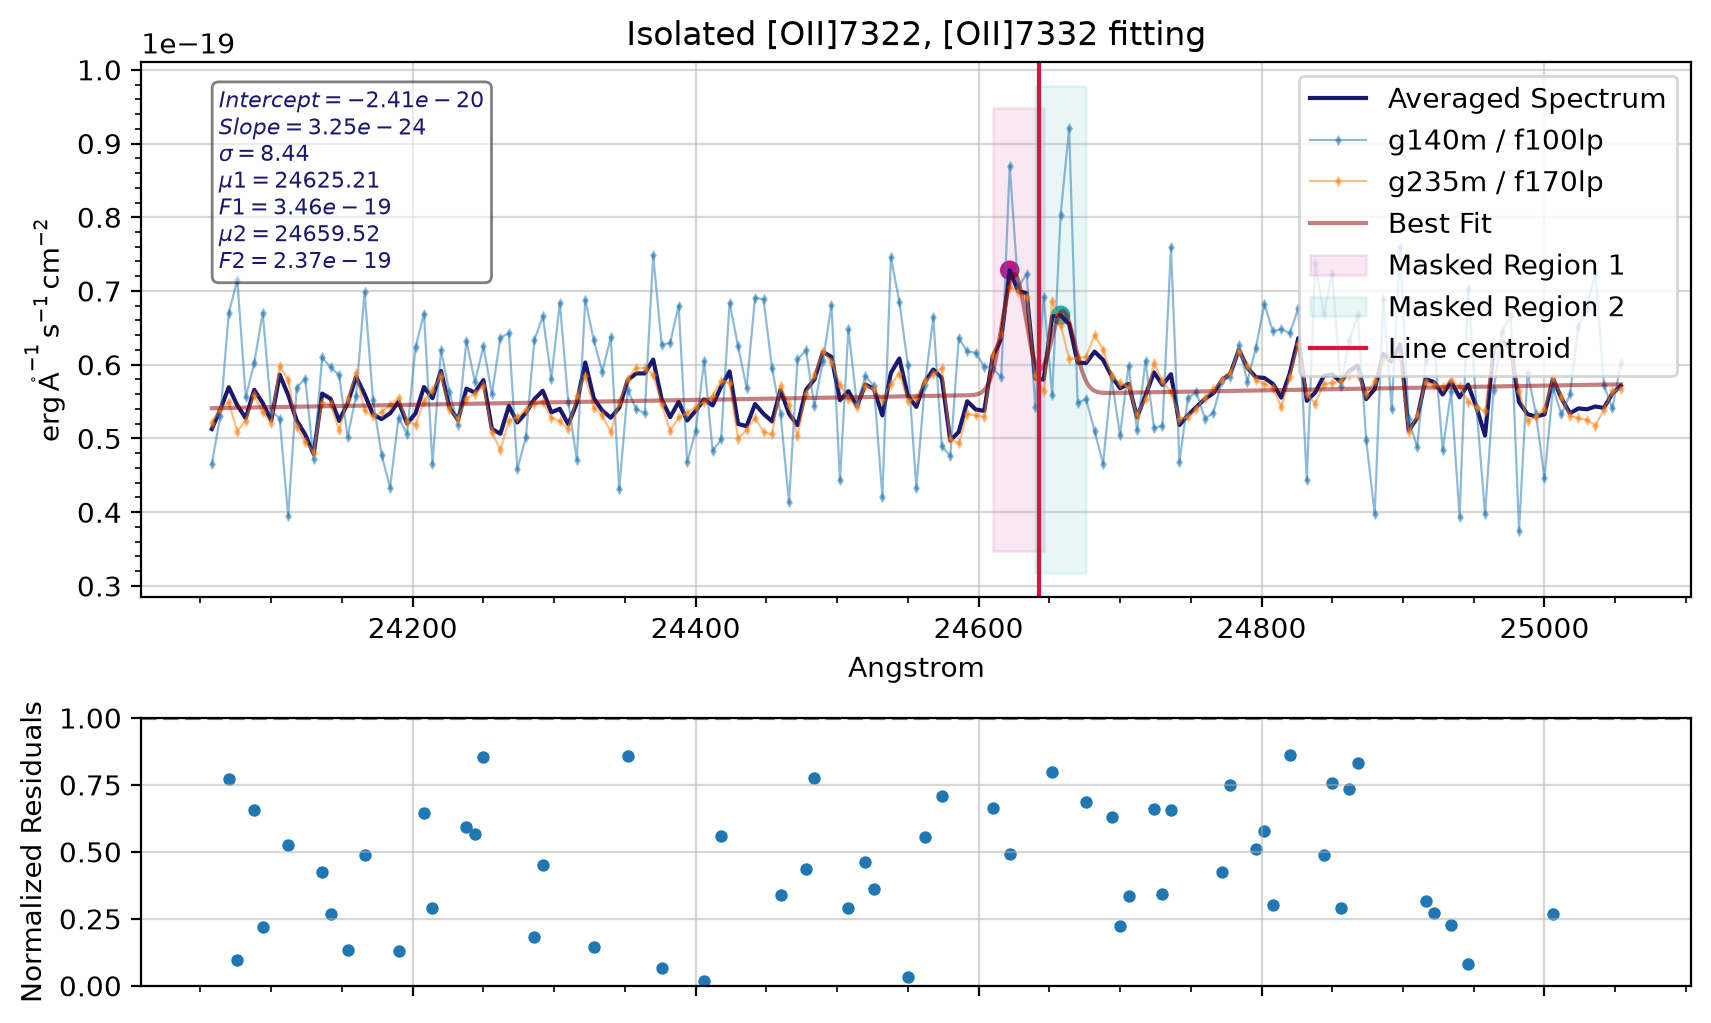 Isolated [OII]7322, [OII]7332 fitting
1e−19
1.0
0.9
0.8
0.7
0.6
0.5
0.4
0.3
erg Å⁻¹ s⁻¹ cm⁻²
Intercept = −2.41e − 20
Slope = 3.25e − 24
σ = 8.44
μ1 = 24625.21
F1 = 3.46e − 19
μ2 = 24659.52
F2 = 2.37e − 19
Averaged Spectrum
g140m / f100lp
g235m / f170lp
Best Fit
Masked Region 1
Masked Region 2
Line centroid
24200
24400
24600
24800
25000
Angstrom
Normalized Residuals
1.00
0.75
0.50
0.25
0.00